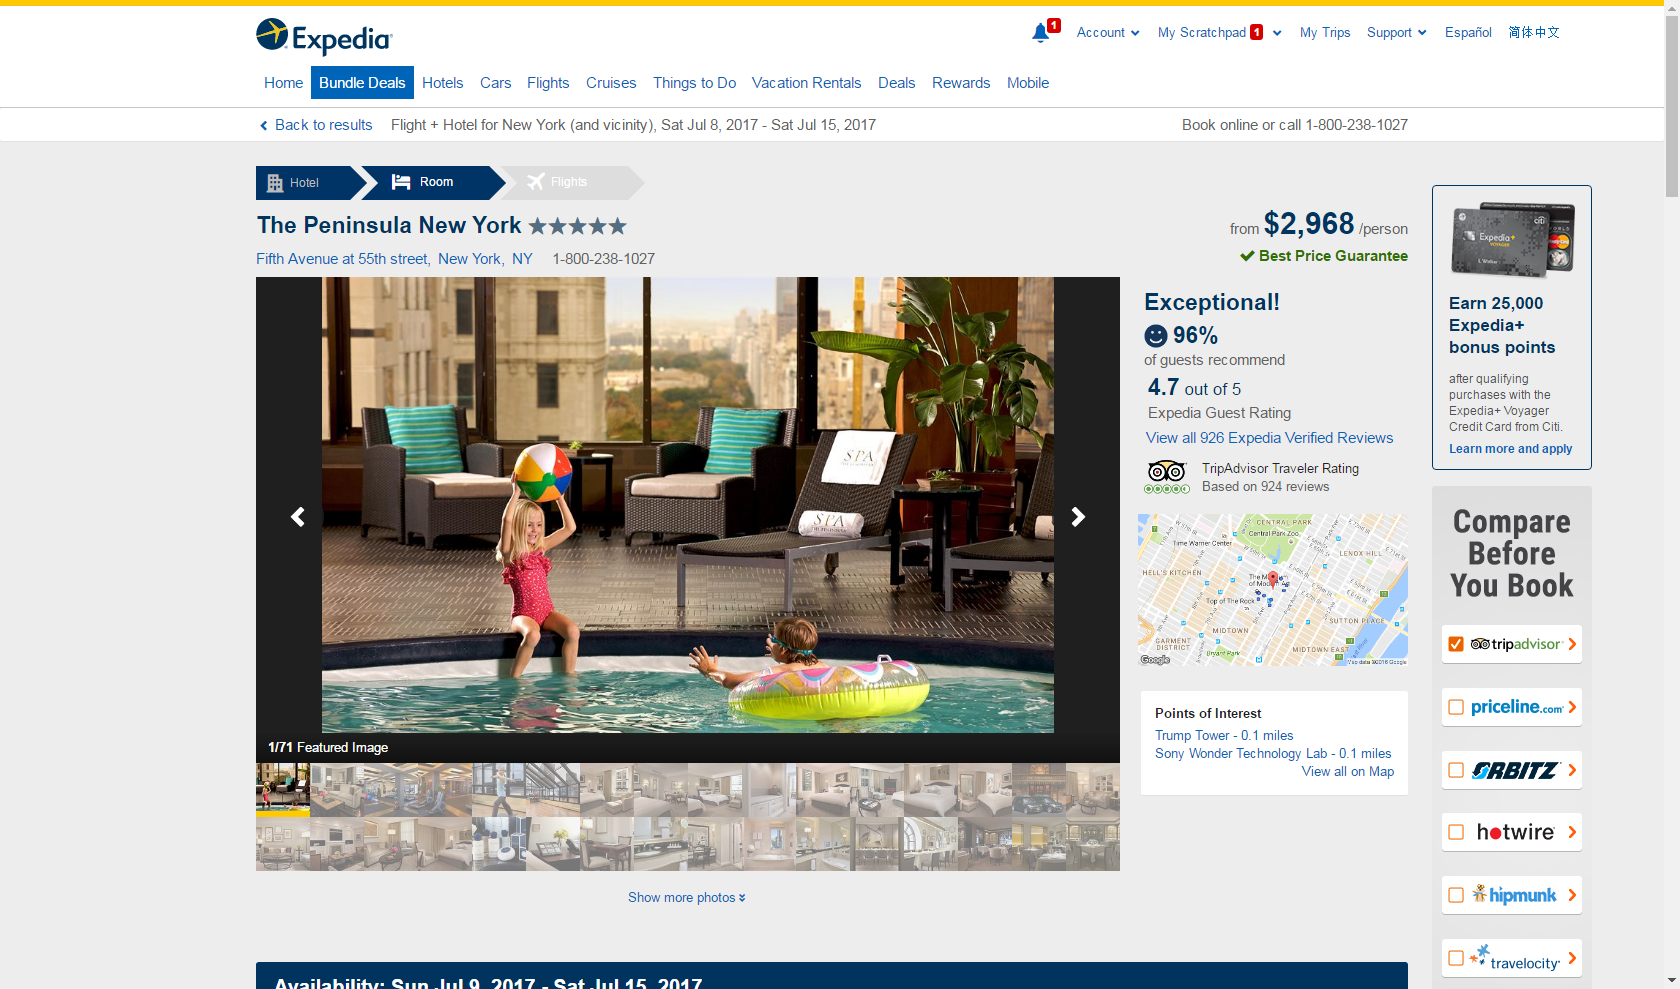 Expedia
1
Account
My Scratchpad 1
My Trips
Support
Español
简体中文
Home
Bundle Deals
Hotels
Cars
Flights
Cruises
Things to Do
Vacation Rentals
Deals
Rewards
Mobile
Back to results
Flight + Hotel for New York (and vicinity), Sat Jul 8, 2017 - Sat Jul 15, 2017
Book online or call 1-800-238-1027
Hotel
Room
Flights
The Peninsula New York
from $2,968 /person
Fifth Avenue at 55th street, New York, NY 1-800-238-1027
Best Price Guarantee
SPA
SPA
1/71 Featured Image
Show more photos
Exceptional!
96%
of guests recommend
4.7 out of 5
Expedia Guest Rating
View all 926 Expedia Verified Reviews
TripAdvisor Traveler Rating
Based on 924 reviews
CENTRAL PARK
Central Park Zoo
Time Warner Center
LENOX HILL
HELL'S KITCHEN
Top of The Rock
SUTTON PLACE
MIDTOWN
GARMENT
DISTRICT
Bryant Park
MIDTOWN EAST
Google
Map data ©2016 Google
Points of Interest
Trump Tower - 0.1 miles
Sony Wonder Technology Lab - 0.1 miles
View all on Map
citi
Expedia+
VOYAGER
Earn 25,000
Expedia+
bonus points
after qualifying
purchases with the
Expedia+ Voyager
Credit Card from Citi.
Learn more and apply
Compare
Before
You Book
tripadvisor
priceline.com
ORBITZ
hotwire
hipmunk
travelocity
Availability: Sun Jul 9, 2017 - Sat Jul 15, 2017